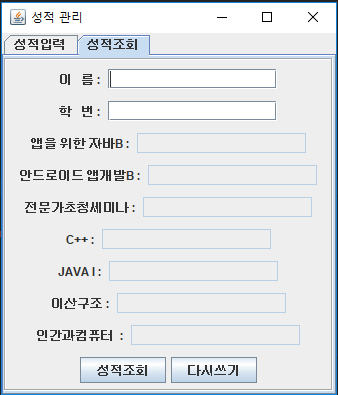 성적 관리
성적입력 성적조회
이 름 :
학 번 :
앱을 위한 자바B :
안드로이드 앱개발B :
전문가초청세미나 :
C++ :
JAVA I :
이산구조 :
인간과컴퓨터 :
성적조회 다시쓰기